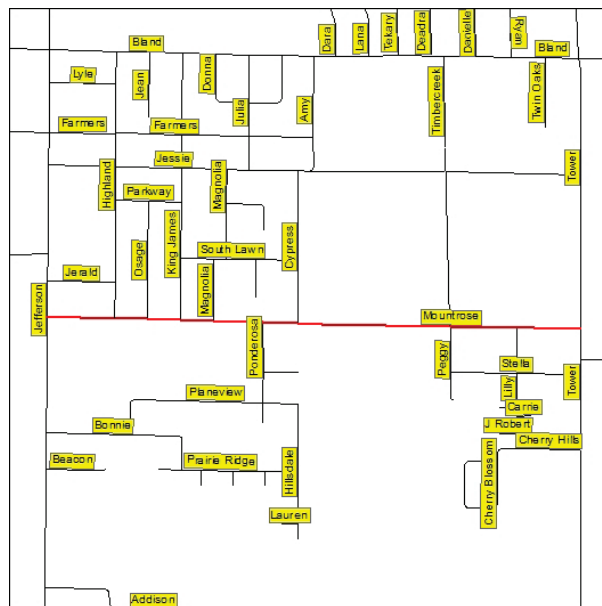 Dara
Lana
Tekary
Deadra
Danielle
Ryan
Bland
Bland
Lyle
Jean
Donna
Julia
Amy
Timbercreek
Twin Oaks
Farmers
Farmers
Jessie
Highland
Parkway
Magnolia
Tower
Osage
King James
South Lawn
Cypress
Jerald
Magnolia
Jefferson
Mountrose
Ponderosa
Peggy
Stella
Lilly
Tower
Planeview
Carrie
Bonnie
J Robert
Cherry Hills
Beacon
Prairie Ridge
Hillsdale
Cherry Blossom
Lauren
Addison